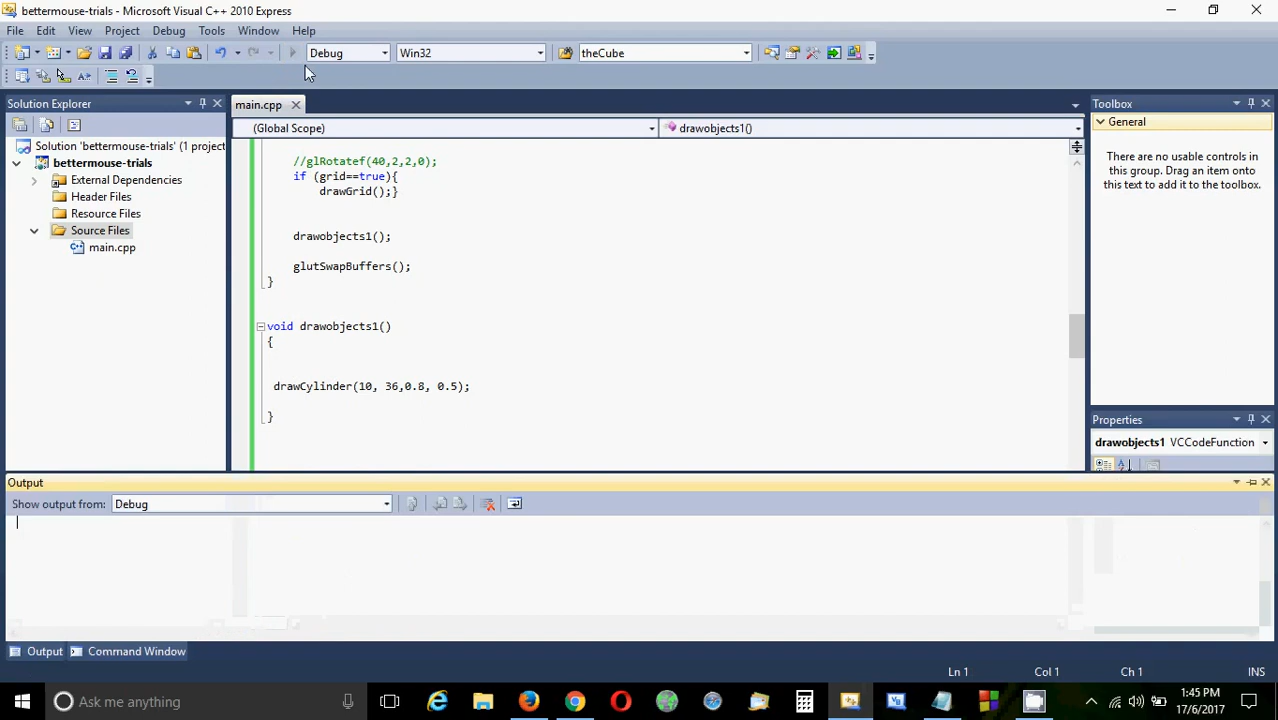 bettermouse-trials - Microsoft Visual C++ 2010 Express
File Edit View Project Debug Tools Window Help
Debug Win32 theCube
Solution Explorer
main.cpp
Toolbox
(Global Scope) drawobjects1()
General
Solution 'bettermouse-trials' (1 project
bettermouse-trials
External Dependencies
Header Files
Resource Files
Source Files
main.cpp
There are no usable controls in
this group. Drag an item onto
this text to add it to the toolbox.
//glRotatef(40,2,2,0);
if (grid==true){
drawGrid();}
drawobjects1();
glutSwapBuffers();
}
void drawobjects1()
{
drawCylinder(10, 36,0.8, 0.5);
}
Properties
drawobjects1 VCCodeFunction
Output
Show output from: Debug
Output Command Window
Ln 1 Col 1 Ch 1 INS
Ask me anything
1:45 PM
17/6/2017